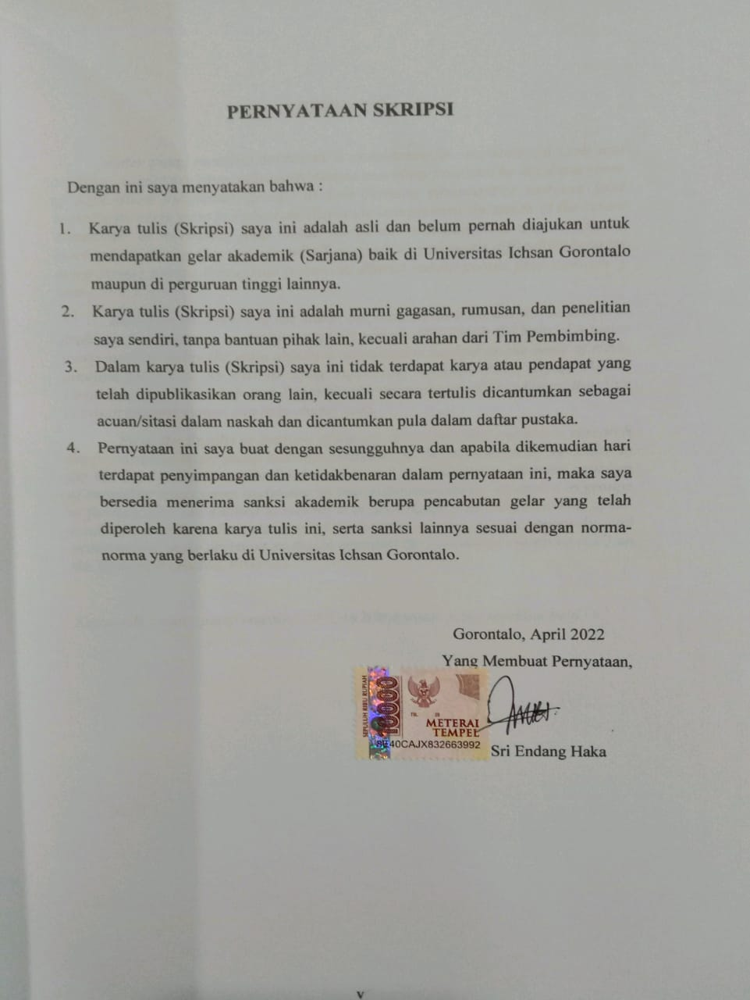 PERNYATAAN SKRIPSI
Dengan ini saya menyatakan bahwa :
1. Karya tulis (Skripsi) saya ini adalah asli dan belum pernah diajukan untuk
mendapatkan gelar akademik (Sarjana) baik di Universitas Ichsan Gorontalo
maupun di perguruan tinggi lainnya.
2. Karya tulis (Skripsi) saya ini adalah murni gagasan, rumusan, dan penelitian
saya sendiri, tanpa bantuan pihak lain, kecuali arahan dari Tim Pembimbing.
3. Dalam karya tulis (Skripsi) saya ini tidak terdapat karya atau pendapat yang
telah dipublikasikan orang lain, kecuali secara tertulis dicantumkan sebagai
acuan/sitasi dalam naskah dan dicantumkan pula dalam daftar pustaka.
4. Pernyataan ini saya buat dengan sesungguhnya dan apabila dikemudian hari
terdapat penyimpangan dan ketidakbenaran dalam pernyataan ini, maka saya
bersedia menerima sanksi akademik berupa pencabutan gelar yang telah
diperoleh karena karya tulis ini, serta sanksi lainnya sesuai dengan norma-
norma yang berlaku di Universitas Ichsan Gorontalo.
Gorontalo, April 2022
Yang Membuat Pernyataan,
SEPULUH RIBU RUPIAH
10000
METERAI
TEMPEL
8E40CAJX832663992
Sri Endang Haka
v